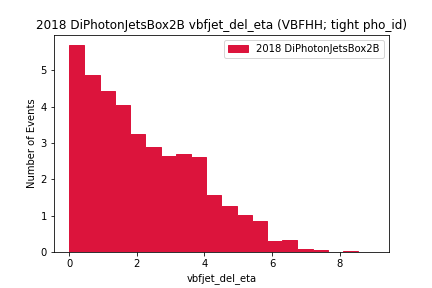 2018 DiPhotonJetsBox2B vbfjet_del_eta (VBFHH; tight pho_id)
2018 DiPhotonJetsBox2B
Number of Events
5
4
3
2
1
0
0
2
4
6
8
vbfjet_del_eta